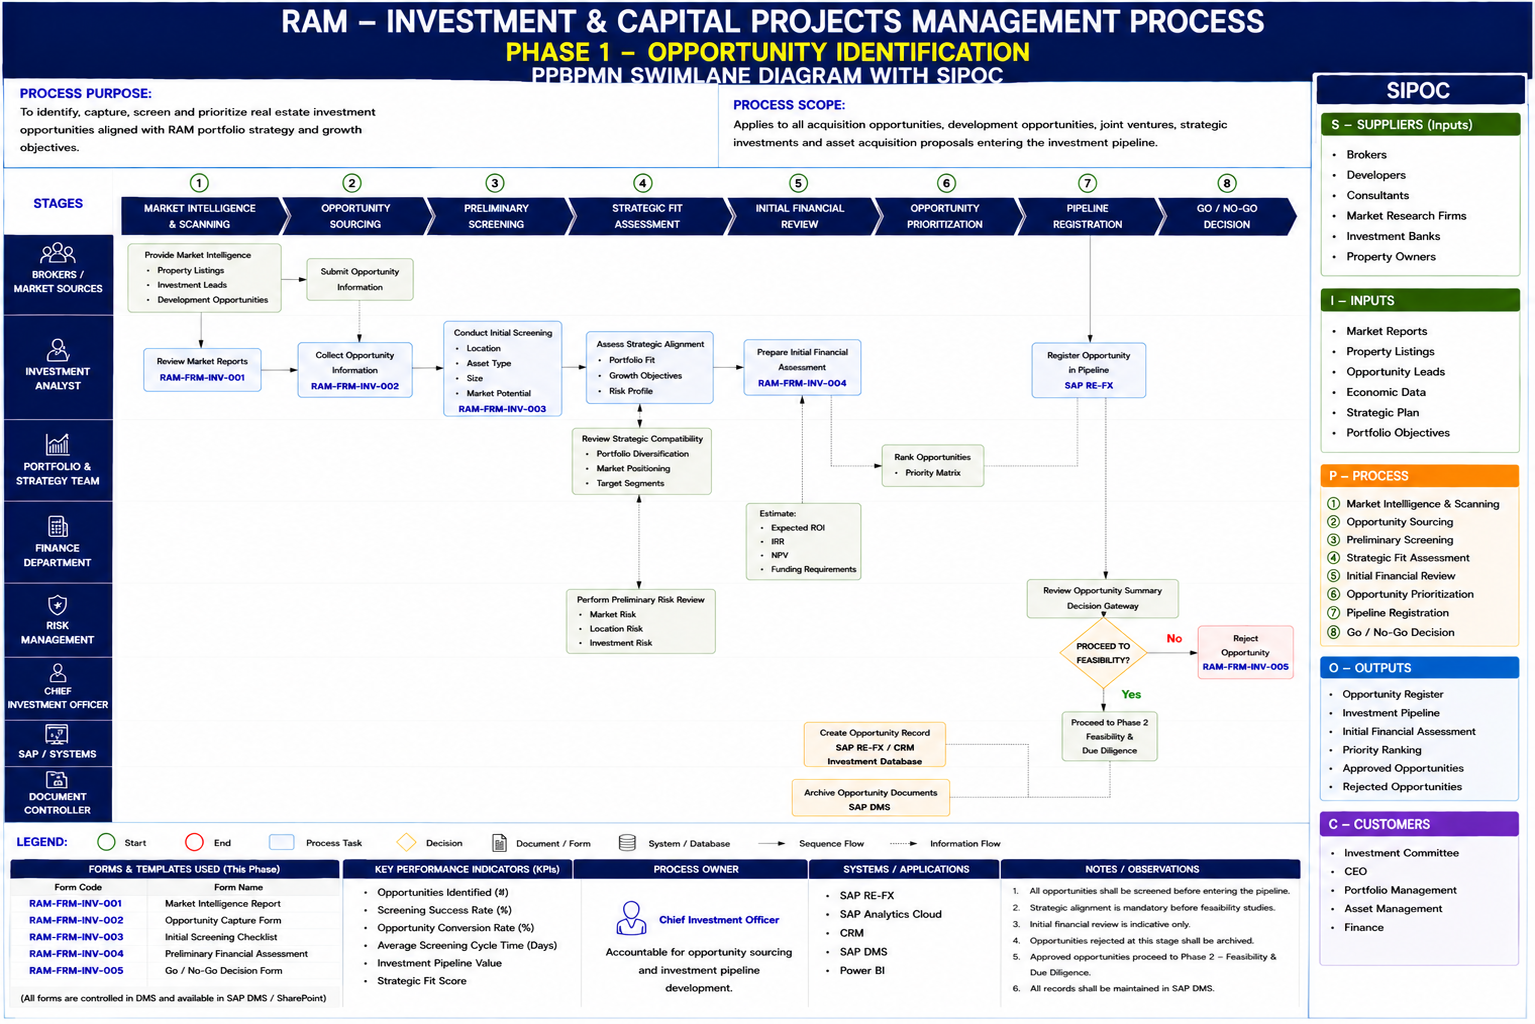 RAM – INVESTMENT & CAPITAL PROJECTS MANAGEMENT PROCESS
PHASE 1 – OPPORTUNITY IDENTIFICATION
PPBPMN SWIMLANE DIAGRAM WITH SIPOC
PROCESS PURPOSE:
To identify, capture, screen and prioritize real estate investment
opportunities aligned with RAM portfolio strategy and growth
objectives.
PROCESS SCOPE:
Applies to all acquisition opportunities, development opportunities, joint ventures, strategic
investments and asset acquisition proposals entering the investment pipeline.
STAGES
1
MARKET INTELLIGENCE
& SCANNING
2
OPPORTUNITY
SOURCING
3
PRELIMINARY
SCREENING
4
STRATEGIC FIT
ASSESSMENT
5
INITIAL FINANCIAL
REVIEW
6
OPPORTUNITY
PRIORITIZATION
7
PIPELINE
REGISTRATION
8
GO / NO-GO
DECISION
BROKERS /
MARKET SOURCES
Provide Market Intelligence
• Property Listings
• Investment Leads
• Development Opportunities
Submit Opportunity
Information
INVESTMENT
ANALYST
Review Market Reports
RAM-FRM-INV-001
Collect Opportunity
Information
RAM-FRM-INV-002
Conduct Initial Screening
• Location
• Asset Type
• Size
• Market Potential
RAM-FRM-INV-003
Assess Strategic Alignment
• Portfolio Fit
• Growth Objectives
• Risk Profile
Prepare Initial Financial
Assessment
RAM-FRM-INV-004
Register Opportunity
in Pipeline
SAP RE-FX
PORTFOLIO &
STRATEGY TEAM
Review Strategic Compatibility
• Portfolio Diversification
• Market Positioning
• Target Segments
Rank Opportunities
• Priority Matrix
FINANCE
DEPARTMENT
Estimate:
• Expected ROI
• IRR
• NPV
• Funding Requirements
RISK
MANAGEMENT
Perform Preliminary Risk Review
• Market Risk
• Location Risk
• Investment Risk
Review Opportunity Summary
Decision Gateway
PROCEED TO
FEASIBILITY?
No
Reject
Opportunity
RAM-FRM-INV-005
Yes
CHIEF
INVESTMENT OFFICER
Proceed to Phase 2
Feasibility &
Due Diligence
SAP / SYSTEMS
Create Opportunity Record
SAP RE-FX / CRM
Investment Database
DOCUMENT
CONTROLLER
Archive Opportunity Documents
SAP DMS
LEGEND:
Start
End
Process Task
Decision
Document / Form
System / Database
Sequence Flow
Information Flow
FORMS & TEMPLATES USED (This Phase)
Form Code Form Name
RAM-FRM-INV-001 Market Intelligence Report
RAM-FRM-INV-002 Opportunity Capture Form
RAM-FRM-INV-003 Initial Screening Checklist
RAM-FRM-INV-004 Preliminary Financial Assessment
RAM-FRM-INV-005 Go / No-Go Decision Form
(All forms are controlled in DMS and available in SAP DMS / SharePoint)
KEY PERFORMANCE INDICATORS (KPIs)
• Opportunities Identified (#)
• Screening Success Rate (%)
• Opportunity Conversion Rate (%)
• Average Screening Cycle Time (Days)
• Investment Pipeline Value
• Strategic Fit Score
PROCESS OWNER
Chief Investment Officer
Accountable for opportunity sourcing
and investment pipeline
development.
SYSTEMS / APPLICATIONS
• SAP RE-FX
• SAP Analytics Cloud
• CRM
• SAP DMS
• Power BI
NOTES / OBSERVATIONS
1. All opportunities shall be screened before entering the pipeline.
2. Strategic alignment is mandatory before feasibility studies.
3. Initial financial review is indicative only.
4. Opportunities rejected at this stage shall be archived.
5. Approved opportunities proceed to Phase 2 – Feasibility &
Due Diligence.
6. All records shall be maintained in SAP DMS.
SIPOC
S – SUPPLIERS (Inputs)
• Brokers
• Developers
• Consultants
• Market Research Firms
• Investment Banks
• Property Owners
I – INPUTS
• Market Reports
• Property Listings
• Opportunity Leads
• Economic Data
• Strategic Plan
• Portfolio Objectives
P – PROCESS
1 Market Intellligence & Scanning
2 Opportunity Sourcing
3 Preliminary Screening
4 Strategic Fit Assessment
5 Initial Financial Review
6 Opportunity Prioritization
7 Pipeline Registration
8 Go / No-Go Decision
O – OUTPUTS
• Opportunity Register
• Investment Pipeline
• Initial Financial Assessment
• Priority Ranking
• Approved Opportunities
• Rejected Opportunities
C – CUSTOMERS
• Investment Committee
• CEO
• Portfolio Management
• Asset Management
• Finance